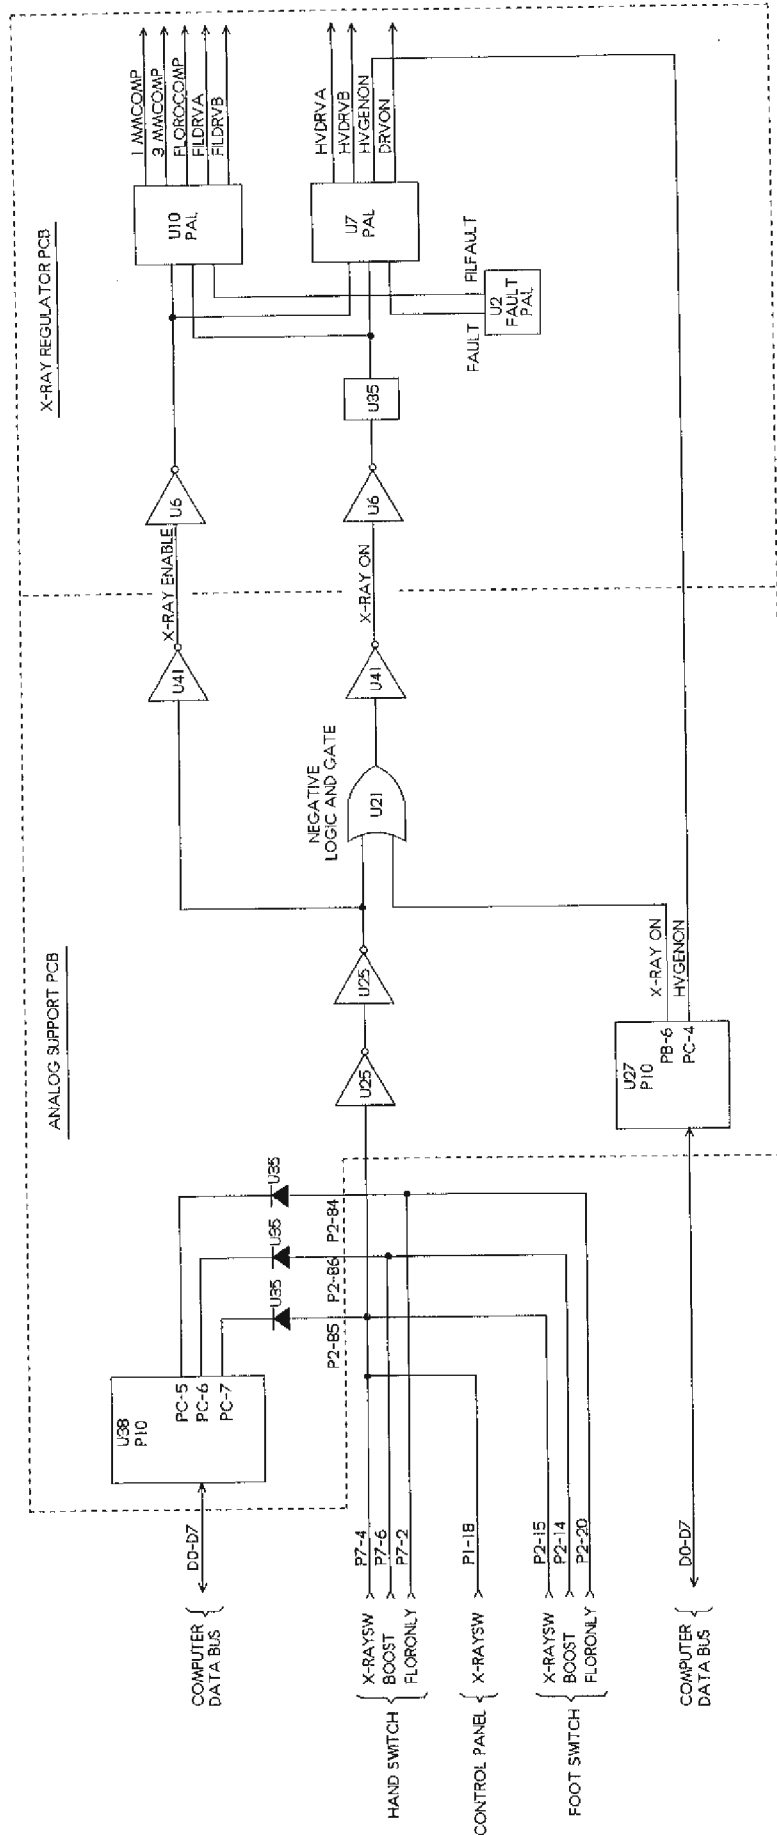 ANALOG SUPPORT PCB
X-RAY REGULATOR PCB
COMPUTER
DATA BUS
D0-D7
U38
PIO
PC-5
PC-6
PC-7
U35
U35
U35
P2-B5
P2-B6
P2-B4
HAND SWITCH
X-RAYSW
BOOST
FLORONLY
P7-4
P7-6
P7-2
CONTROL PANEL
X-RAYSW
P1-18
FOOT SWITCH
X-RAYSW
BOOST
FLORONLY
P2-15
P2-14
P2-20
COMPUTER
DATA BUS
D0-D7
U27
PIO
PB-6
PC-4
X-RAY ON
HVGENON
U25
U25
NEGATIVE
LOGIC AND GATE
U21
U41
X-RAY ENABLE
U6
U41
X-RAY ON
U6
U35
U10
PAL
1 MMCOMP
3 MMCOMP
FLOROCOMP
FILDRVA
FILDRVB
U7
PAL
HVDRVA
HVDRVB
HVGENON
DRVON
FAULT
FILFAULT
U2
FAULT
PAL